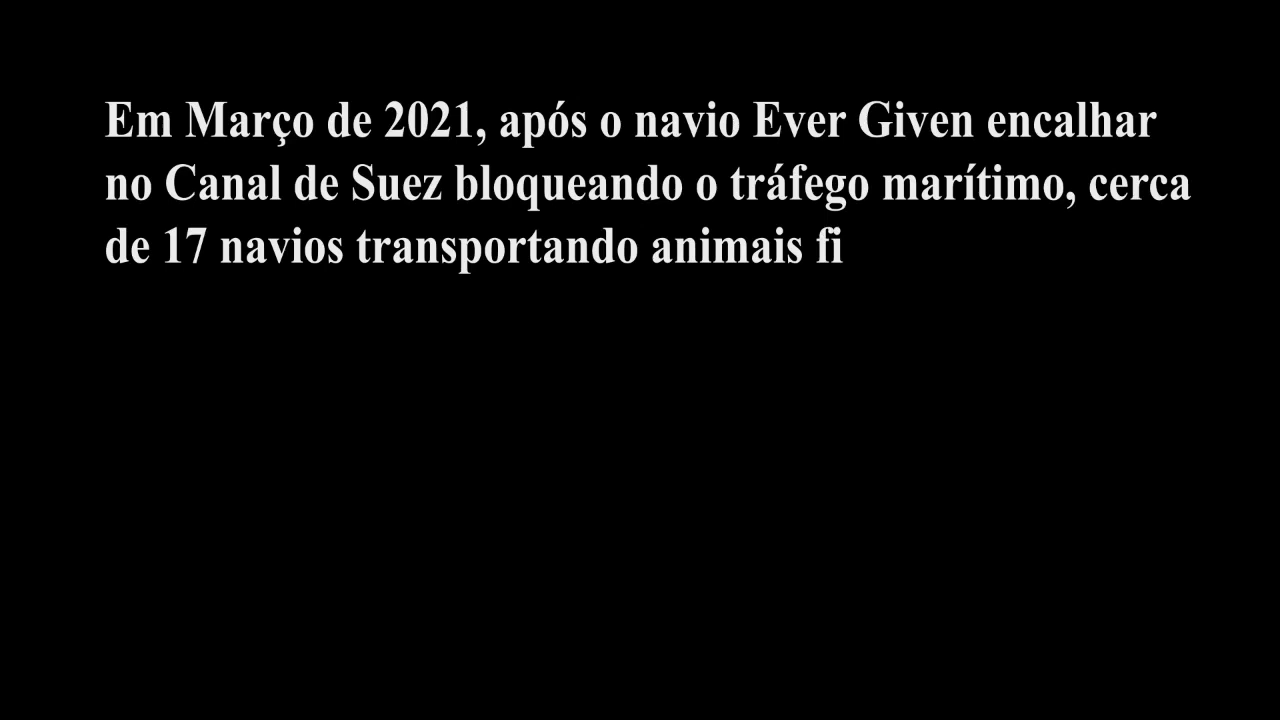 Em Março de 2021, após o navio Ever Given encalhar
no Canal de Suez bloqueando o tráfego marítimo, cerca
de 17 navios transportando animais fi